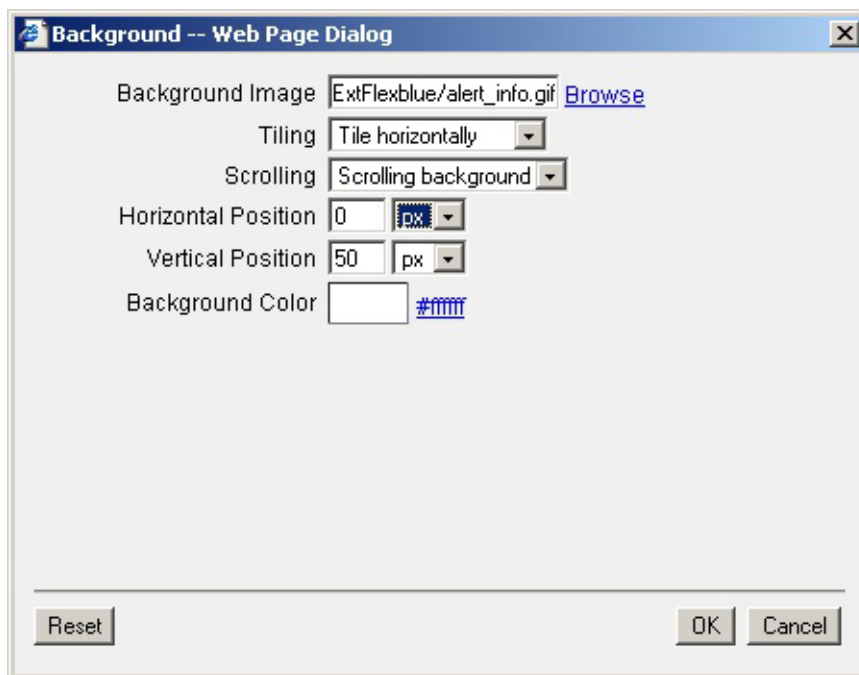 Background -- Web Page Dialog
Background Image ExtFlexblue/alert_info.gif Browse
Tiling Tile horizontally
Scrolling Scrolling background
Horizontal Position 0 px
Vertical Position 50 px
Background Color #ffffff
Reset OK Cancel